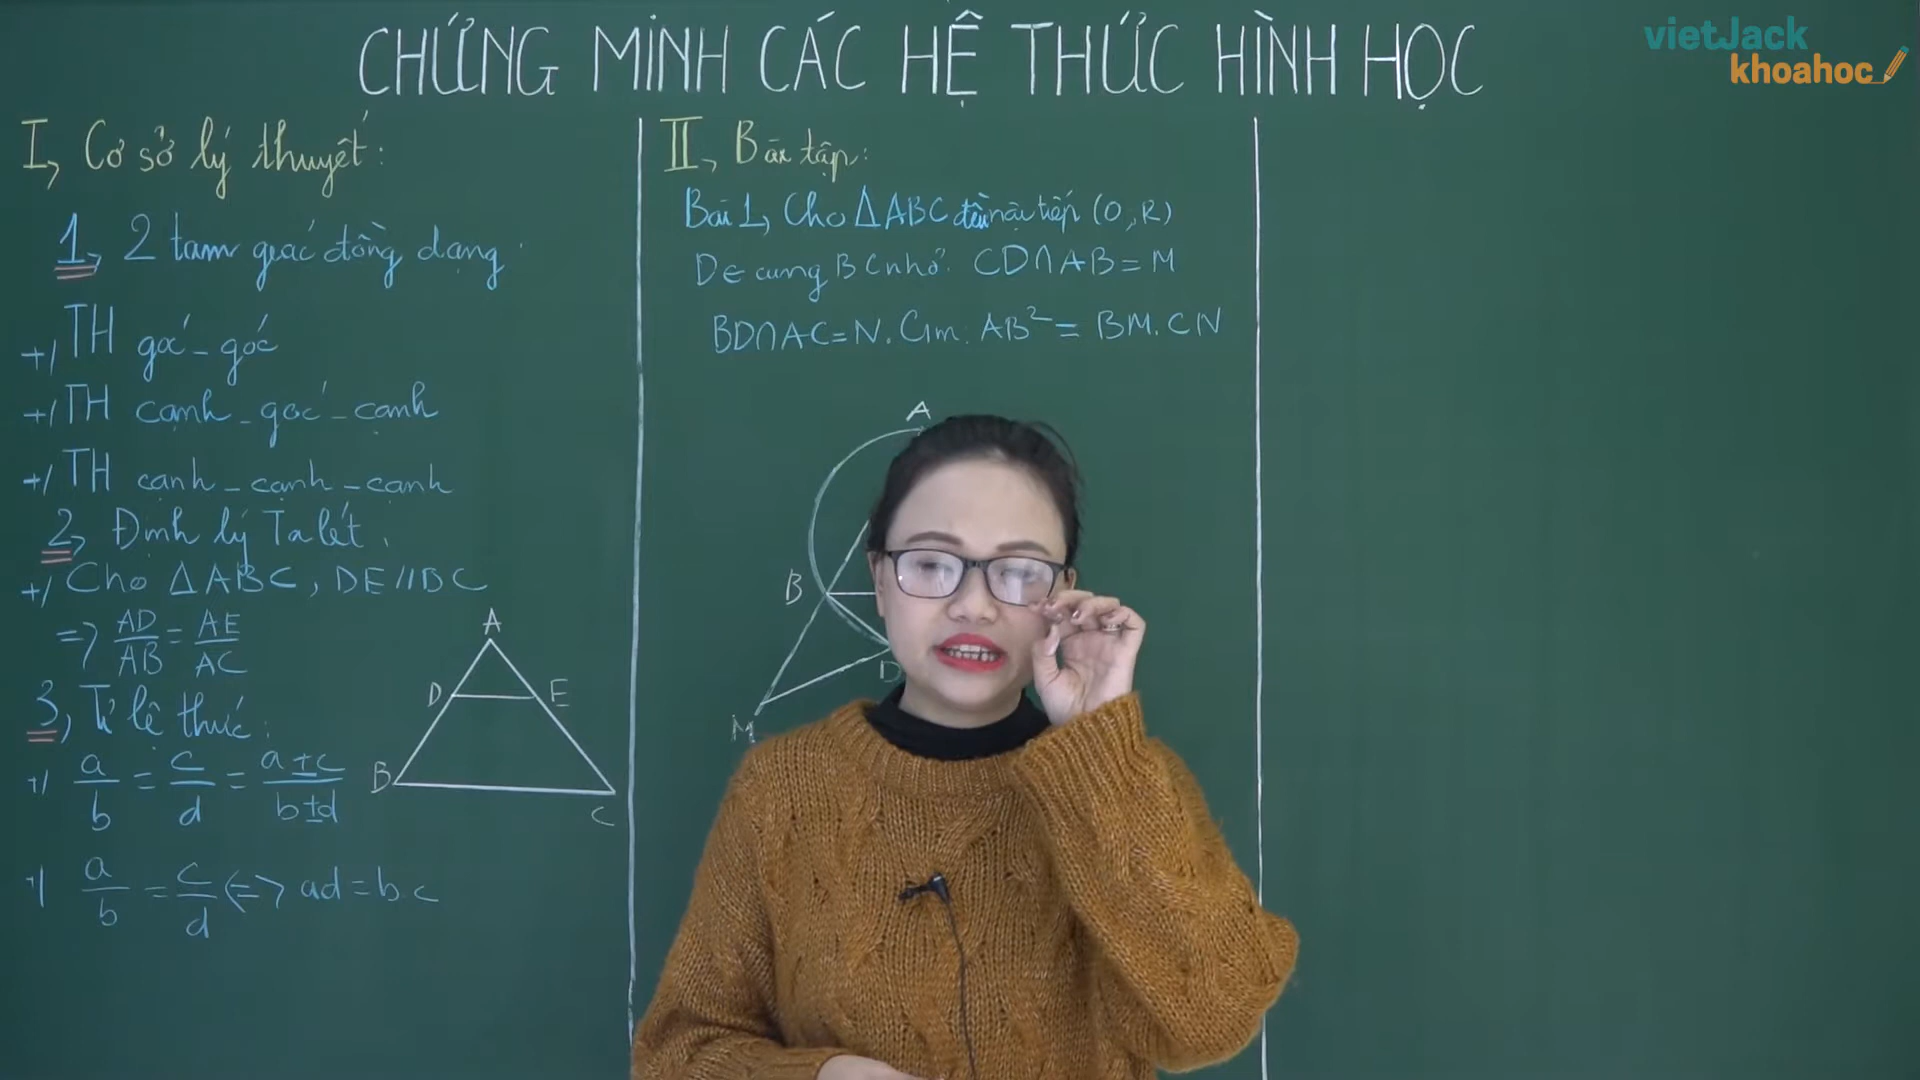 CHỨNG MINH CÁC HỆ THỨC HÌNH HỌC
vietJack
khoahoc
I, Cơ sở lý thuyết:
1, 2 tam giác đồng dạng
+/ TH góc - góc
+/ TH cạnh - góc - cạnh
+/ TH cạnh - cạnh - cạnh
2, Định lý Ta lét.
+/ Cho ΔABC, DE//BC
=> AD/AB = AE/AC
3, Tỉ lệ thức:
+/ a/b = c/d = a±c/b±d
+/ a/b = c/d <=> ad = b.c
A
D E
B
C
II, Bài tập:
Bài 1, Cho ΔABC đều nội tiếp (O,R)
D∈ cung BC nhỏ. CD∩AB = M
BD∩AC = N. Cm: AB² = BM.CN
A
B
D
M